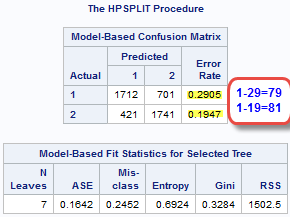 The HPSPLIT Procedure
Model-Based Confusion Matrix
Predicted
Error
Actual 1 2 Rate
1 1712 701 0.2905
2 421 1741 0.1947
1-29=79
1-19=81
Model-Based Fit Statistics for Selected Tree
N Mis-
Leaves ASE class Entropy Gini RSS
7 0.1642 0.2452 0.6924 0.3284 1502.5